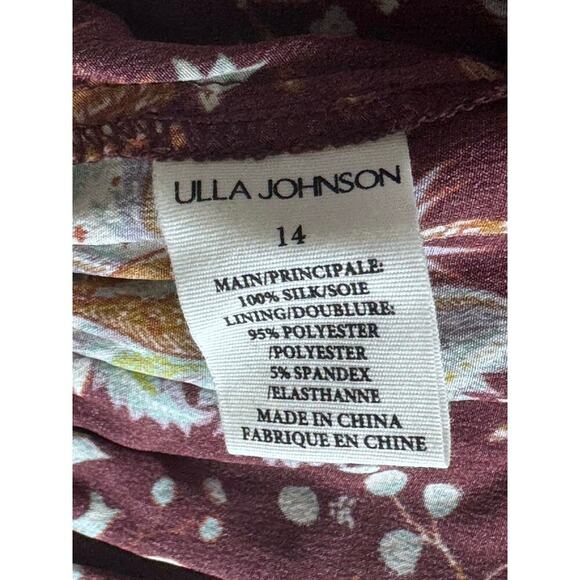 ULLA JOHNSON
14
MAIN/PRINCIPALE:
100% SILK/SOIE
LINING/DOUBLURE:
95% POLYESTER
/POLYESTER
5% SPANDEX
/ELASTHANNE
MADE IN CHINA
FABRIQUE EN CHINE